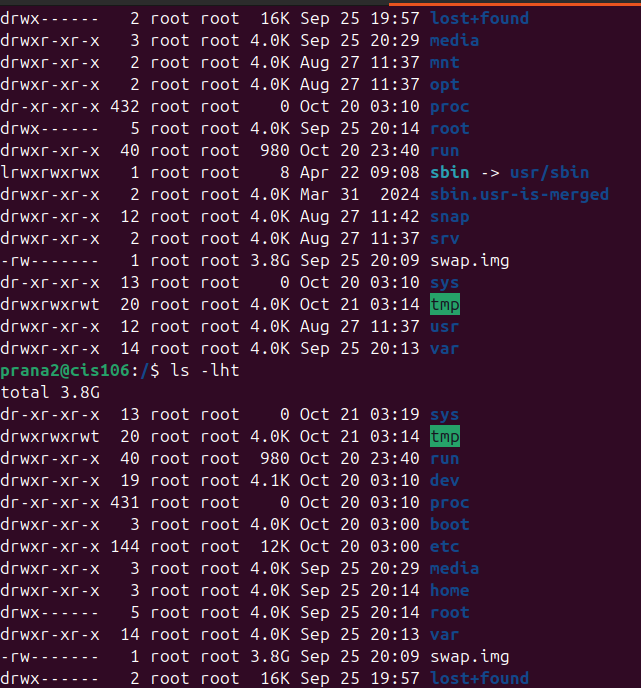 drwx------   2 root root   16K Sep 25 19:57 lost+found
drwxr-xr-x   3 root root  4.0K Sep 25 20:29 media
drwxr-xr-x   2 root root  4.0K Aug 27 11:37 mnt
drwxr-xr-x   2 root root  4.0K Aug 27 11:37 opt
dr-xr-xr-x 432 root root     0 Oct 20 03:10 proc
drwx------   5 root root  4.0K Sep 25 20:14 root
drwxr-xr-x  40 root root   980 Oct 20 23:40 run
lrwxrwxrwx   1 root root     8 Apr 22 09:08 sbin -> usr/sbin
drwxr-xr-x   2 root root  4.0K Mar 31  2024 sbin.usr-is-merged
drwxr-xr-x  12 root root  4.0K Aug 27 11:42 snap
drwxr-xr-x   2 root root  4.0K Aug 27 11:37 srv
-rw-------   1 root root  3.8G Sep 25 20:09 swap.img
dr-xr-xr-x  13 root root     0 Oct 20 03:10 sys
drwxrwxrwt  20 root root  4.0K Oct 21 03:14 tmp
drwxr-xr-x  12 root root  4.0K Aug 27 11:37 usr
drwxr-xr-x  14 root root  4.0K Sep 25 20:13 var
prana2@cis106:/$ ls -lht
total 3.8G
dr-xr-xr-x  13 root root     0 Oct 21 03:19 sys
drwxrwxrwt  20 root root  4.0K Oct 21 03:14 tmp
drwxr-xr-x  40 root root   980 Oct 20 23:40 run
drwxr-xr-x  19 root root  4.1K Oct 20 03:10 dev
dr-xr-xr-x 431 root root     0 Oct 20 03:10 proc
drwxr-xr-x   3 root root  4.0K Oct 20 03:00 boot
drwxr-xr-x 144 root root   12K Oct 20 03:00 etc
drwxr-xr-x   3 root root  4.0K Sep 25 20:29 media
drwxr-xr-x   3 root root  4.0K Sep 25 20:14 home
drwx------   5 root root  4.0K Sep 25 20:14 root
drwxr-xr-x  14 root root  4.0K Sep 25 20:13 var
-rw-------   1 root root  3.8G Sep 25 20:09 swap.img
drwx------   2 root root   16K Sep 25 19:57 lost+found